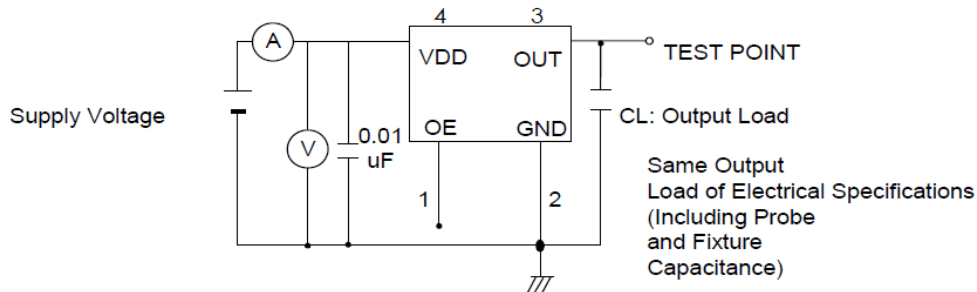 4
3
A
VDD
OUT
TEST POINT
Supply Voltage
CL: Output Load
V
0.01
uF
OE
GND
1
2
Same Output
Load of Electrical Specifications
(Including Probe
and Fixture
Capacitance)